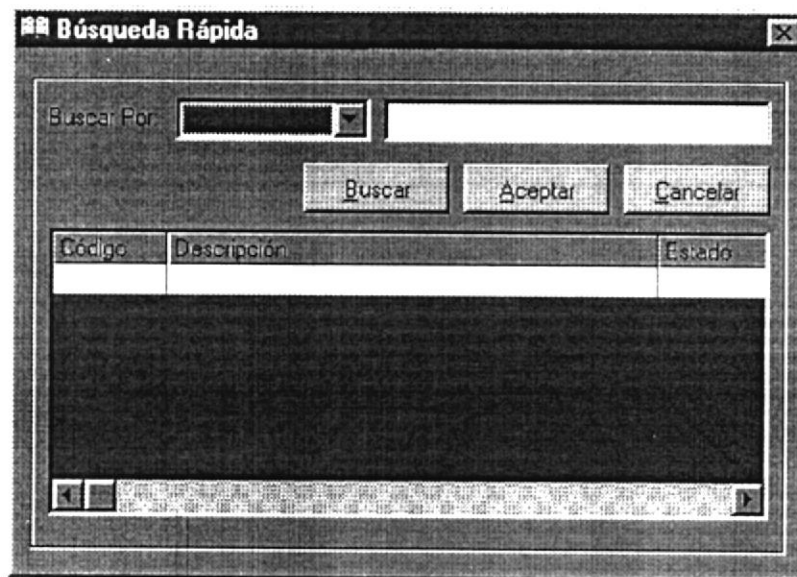 Búsqueda Rápida
Buscar Por
Buscar Aceptar Cancelar
Código Descripción Estado